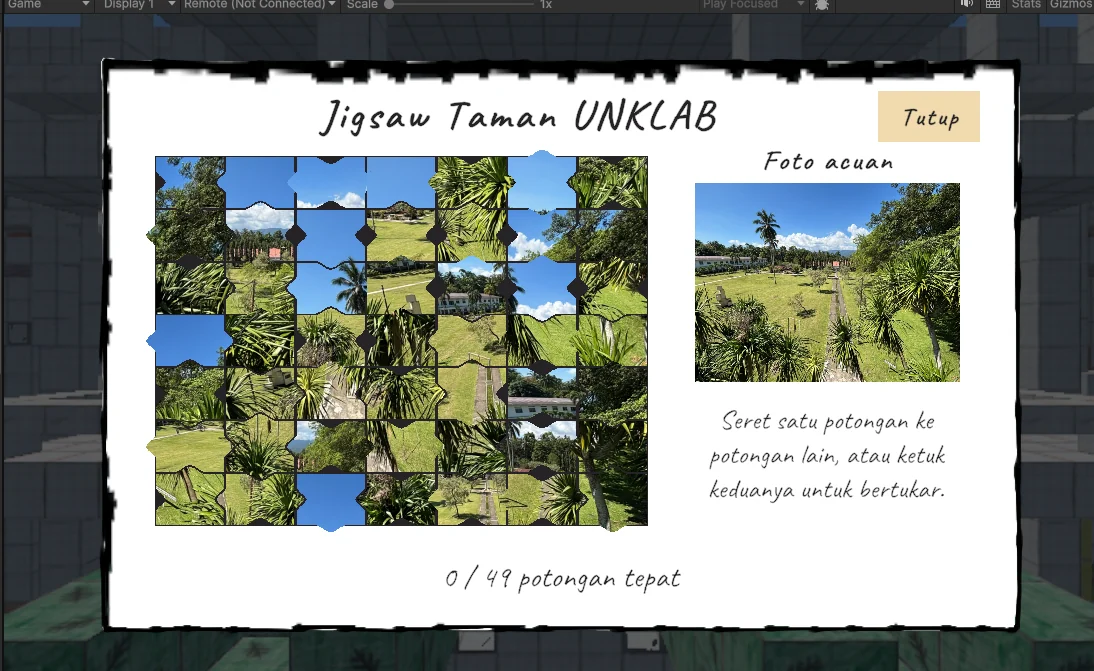 Game Display 1 Remote (Not Connected) Scale 1x Play Focused Stats Gizmos
Jigsaw Taman UNKLAB
Tutup
Foto acuan
Seret satu potongan ke
potongan lain, atau ketuk
keduanya untuk bertukar.
0 / 49 potongan tepat